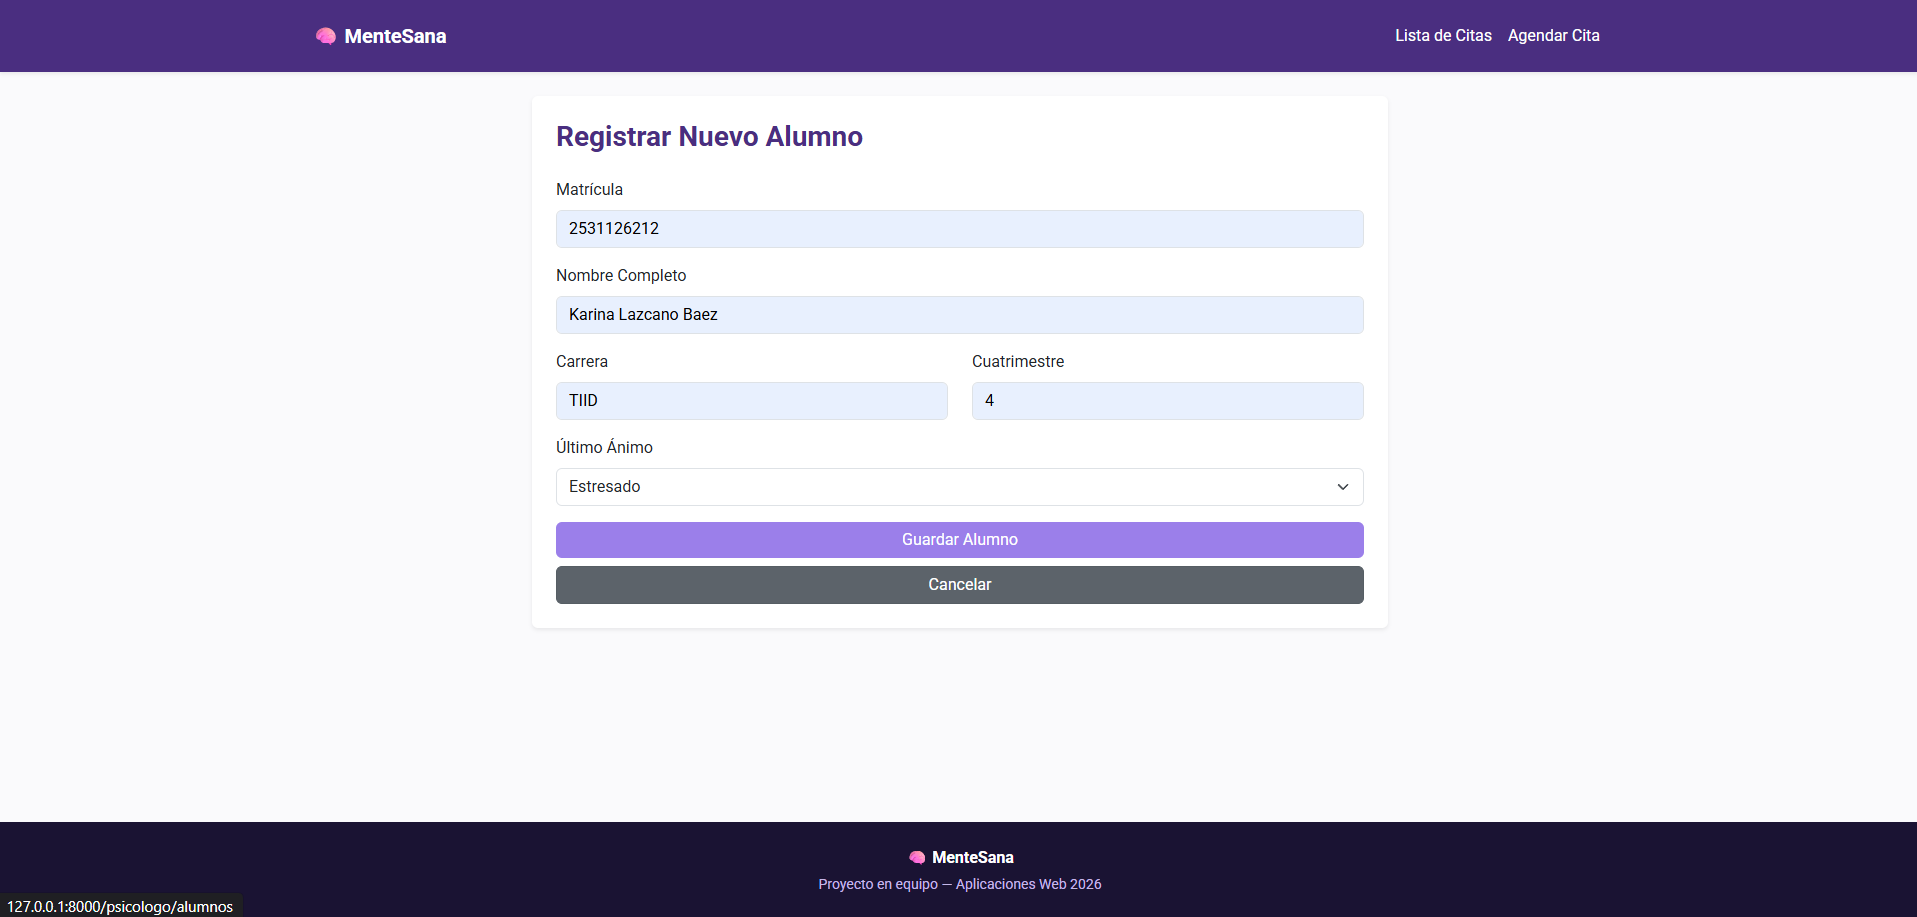 MenteSana
Lista de Citas Agendar Cita
Registrar Nuevo Alumno
Matrícula
2531126212
Nombre Completo
Karina Lazcano Baez
Carrera Cuatrimestre
TIID 4
Último Ánimo
Estresado
Guardar Alumno
Cancelar
MenteSana
Proyecto en equipo — Aplicaciones Web 2026
127.0.0.1:8000/psicologo/alumnos